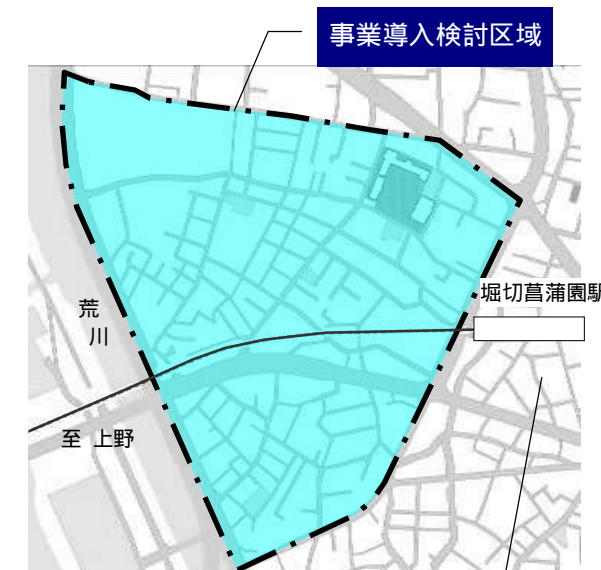 事業導入検討区域
堀切菖蒲園駅
荒
川
至 上野